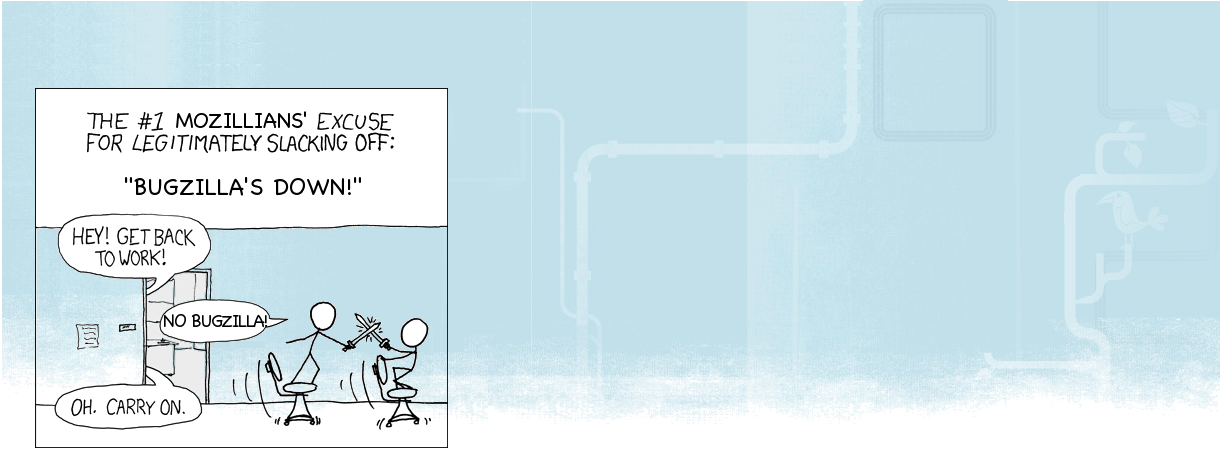 THE #1 MOZILLIANS' EXCUSE
FOR LEGITIMATELY SLACKING OFF:
"BUGZILLA'S DOWN!"
HEY! GET BACK
TO WORK!
NO BUGZILLA!
OH. CARRY ON.